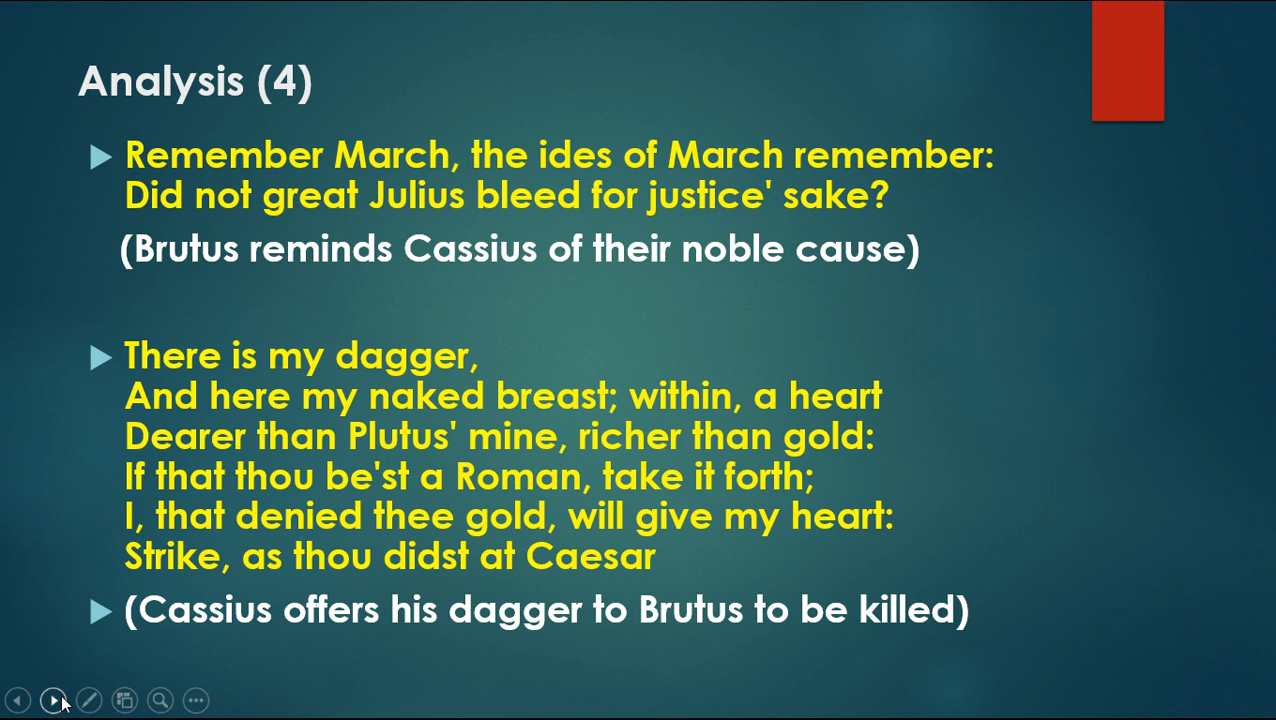 Analysis (4)
Remember March, the ides of March remember:
Did not great Julius bleed for justice' sake?
(Brutus reminds Cassius of their noble cause)
There is my dagger,
And here my naked breast; within, a heart
Dearer than Plutus' mine, richer than gold:
If that thou be'st a Roman, take it forth;
I, that denied thee gold, will give my heart:
Strike, as thou didst at Caesar
(Cassius offers his dagger to Brutus to be killed)